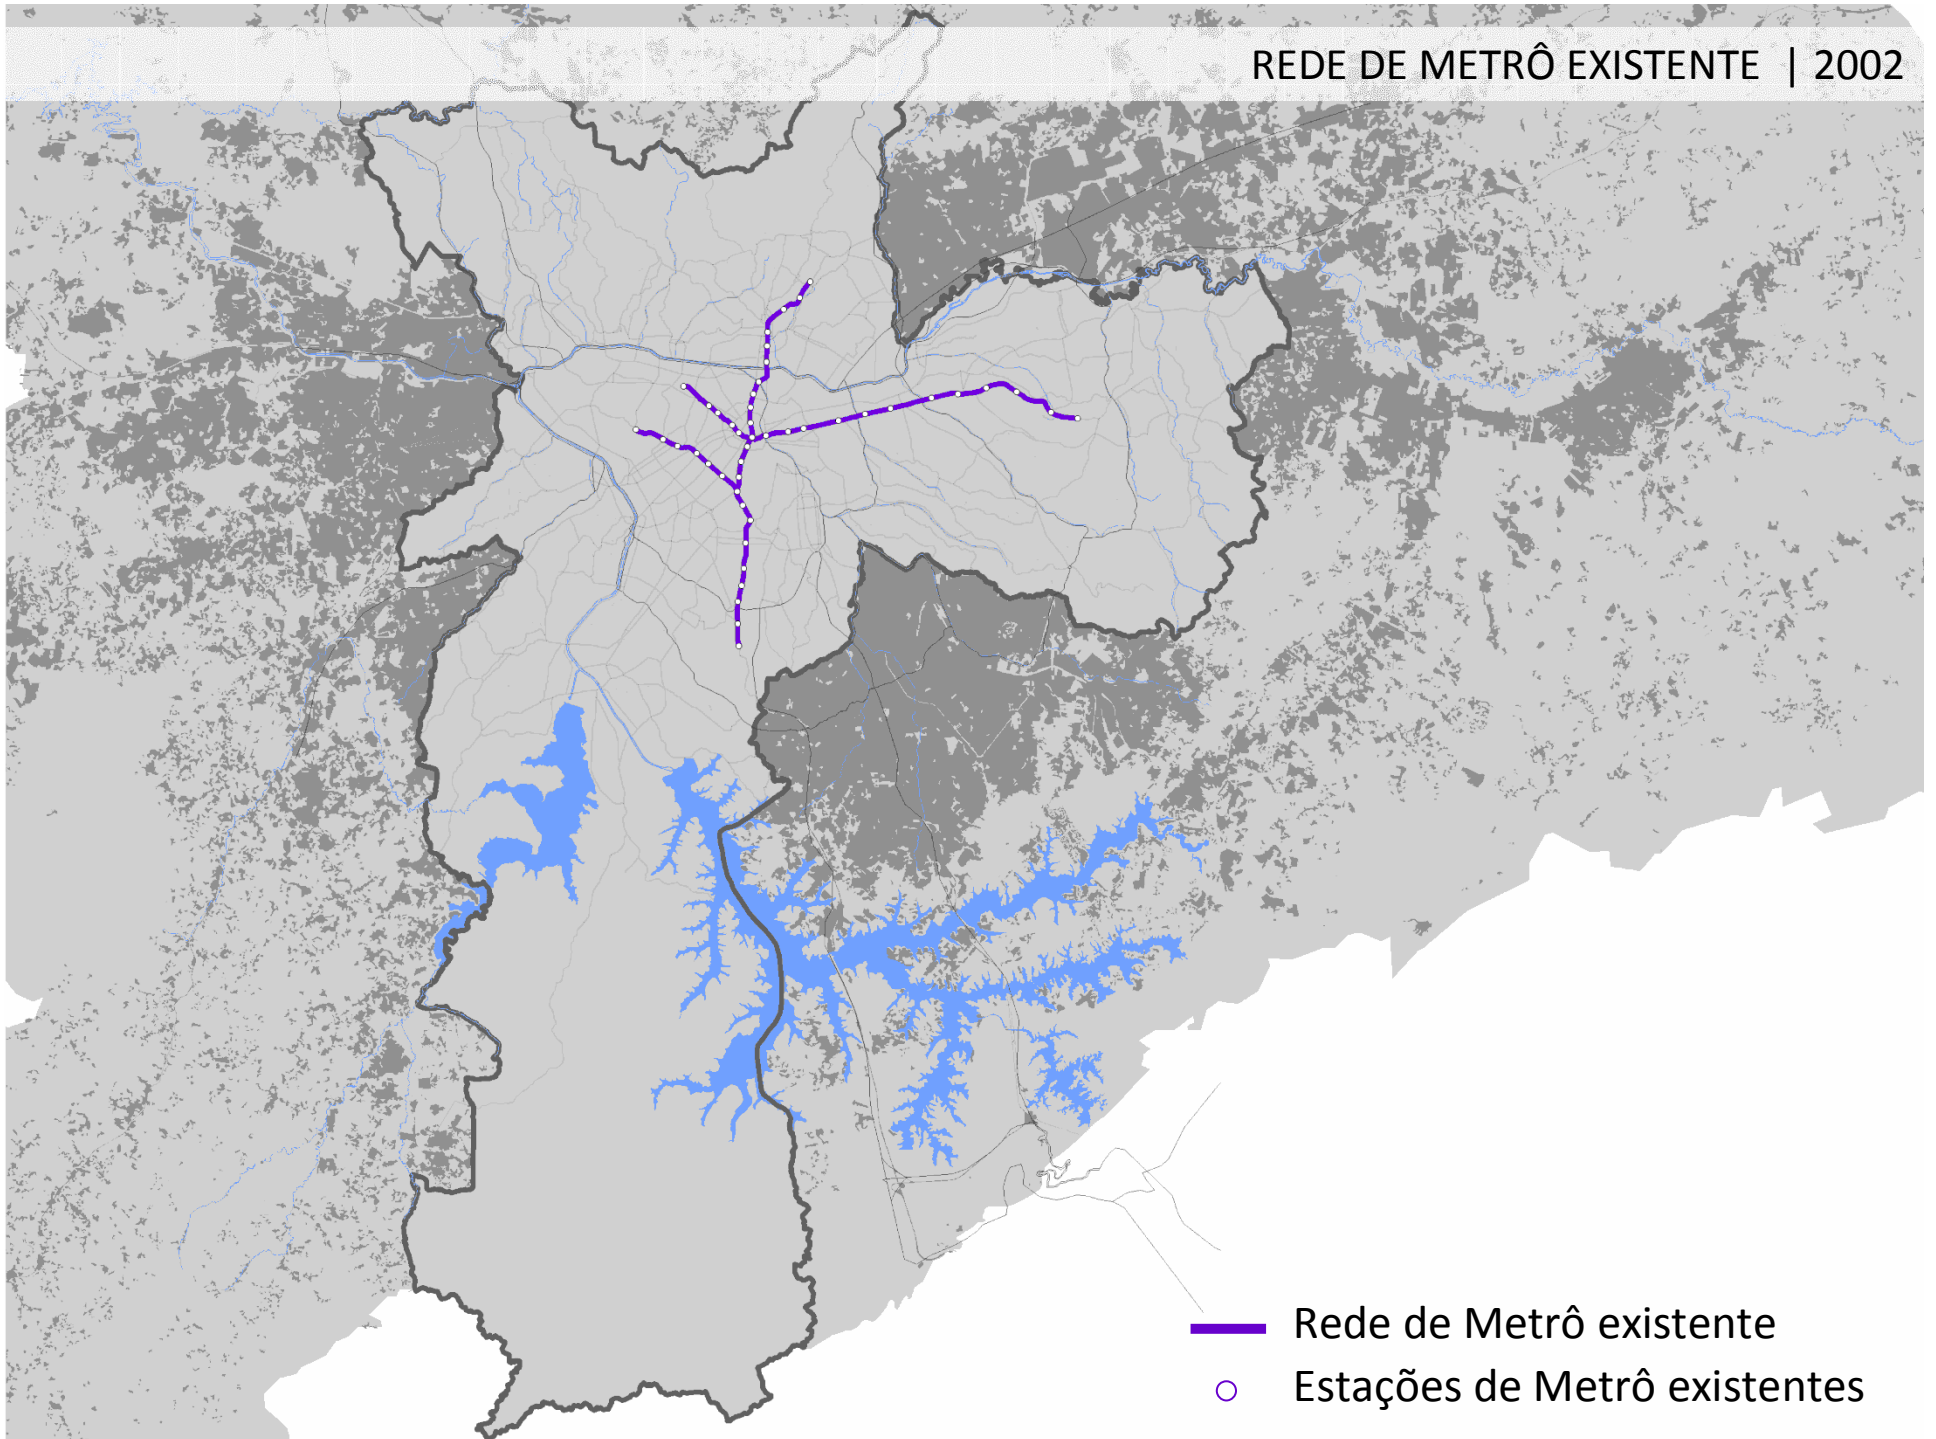 REDE DE METRÔ EXISTENTE | 2002
Rede de Metrô existente
Estações de Metrô existentes